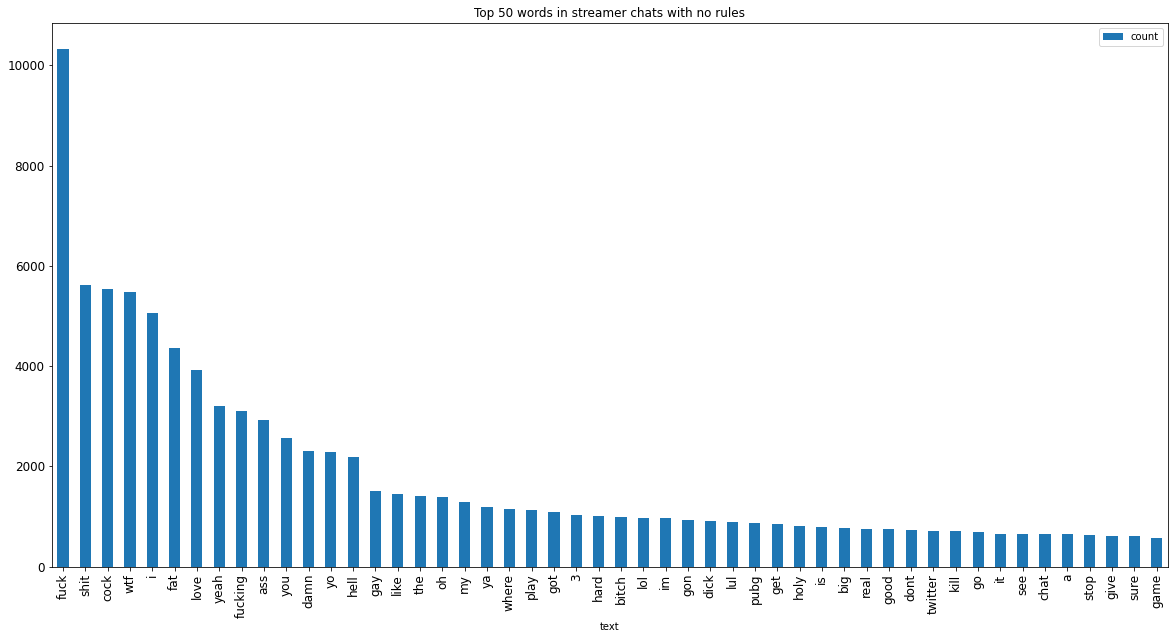 Top 50 words in streamer chats with no rules
count
10000
8000
6000
4000
2000
0
fuck
shit
cock
wtf
i
fat
love
yeah
fucking
ass
you
damn
yo
hell
gay
like
the
oh
my
ya
where
play
got
3
hard
bitch
lol
im
gon
dick
lul
pubg
get
holy
is
big
real
good
dont
twitter
kill
go
it
see
chat
a
stop
give
sure
game
text